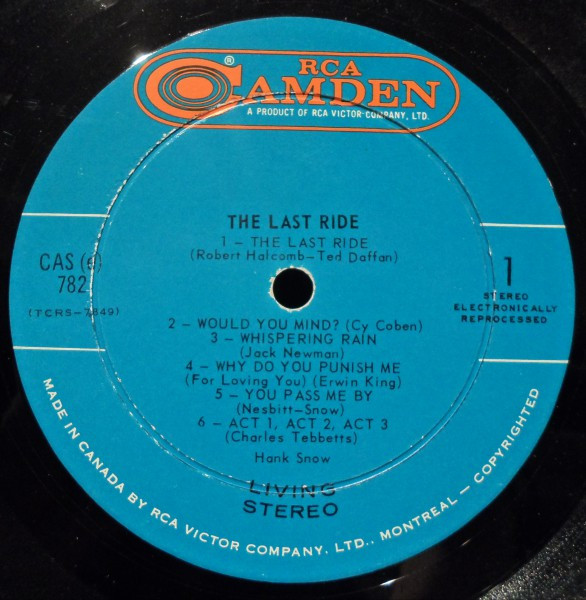 RCA
®
CAMDEN
A PRODUCT OF RCA VICTOR COMPANY, LTD.
THE LAST RIDE
1 – THE LAST RIDE
(Robert Halcomb–Ted Daffan)
CAS (e)
782
(TCRS-7849)
1
STEREO
ELECTRONICALLY
REPROCESSED
2 – WOULD YOU MIND? (Cy Coben)
3 – WHISPERING RAIN
(Jack Newman)
4 – WHY DO YOU PUNISH ME
(For Loving You) (Erwin King)
5 – YOU PASS ME BY
(Nesbitt–Snow)
6 – ACT 1, ACT 2, ACT 3
(Charles Tebbetts)
Hank Snow
LIVING
STEREO
MADE IN CANADA BY RCA VICTOR COMPANY. LTD., MONTREAL – COPYRIGHTED